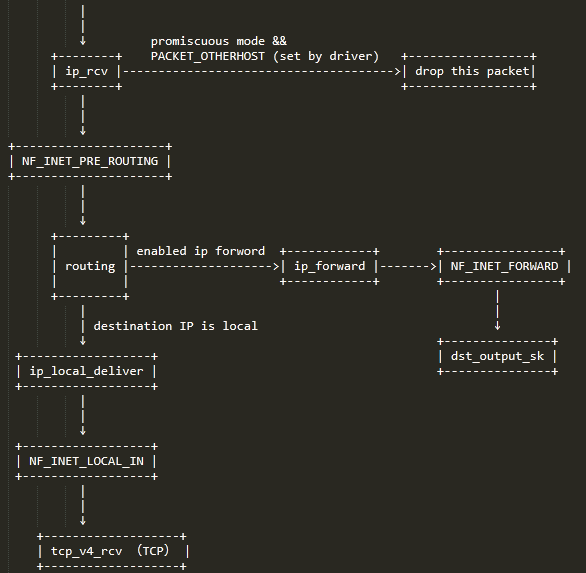 promiscuous mode &&
PACKET_OTHERHOST (set by driver)
ip_rcv
drop this packet
NF_INET_PRE_ROUTING
enabled ip forword
routing
ip_forward
NF_INET_FORWARD
destination IP is local
dst_output_sk
ip_local_deliver
NF_INET_LOCAL_IN
tcp_v4_rcv （TCP）